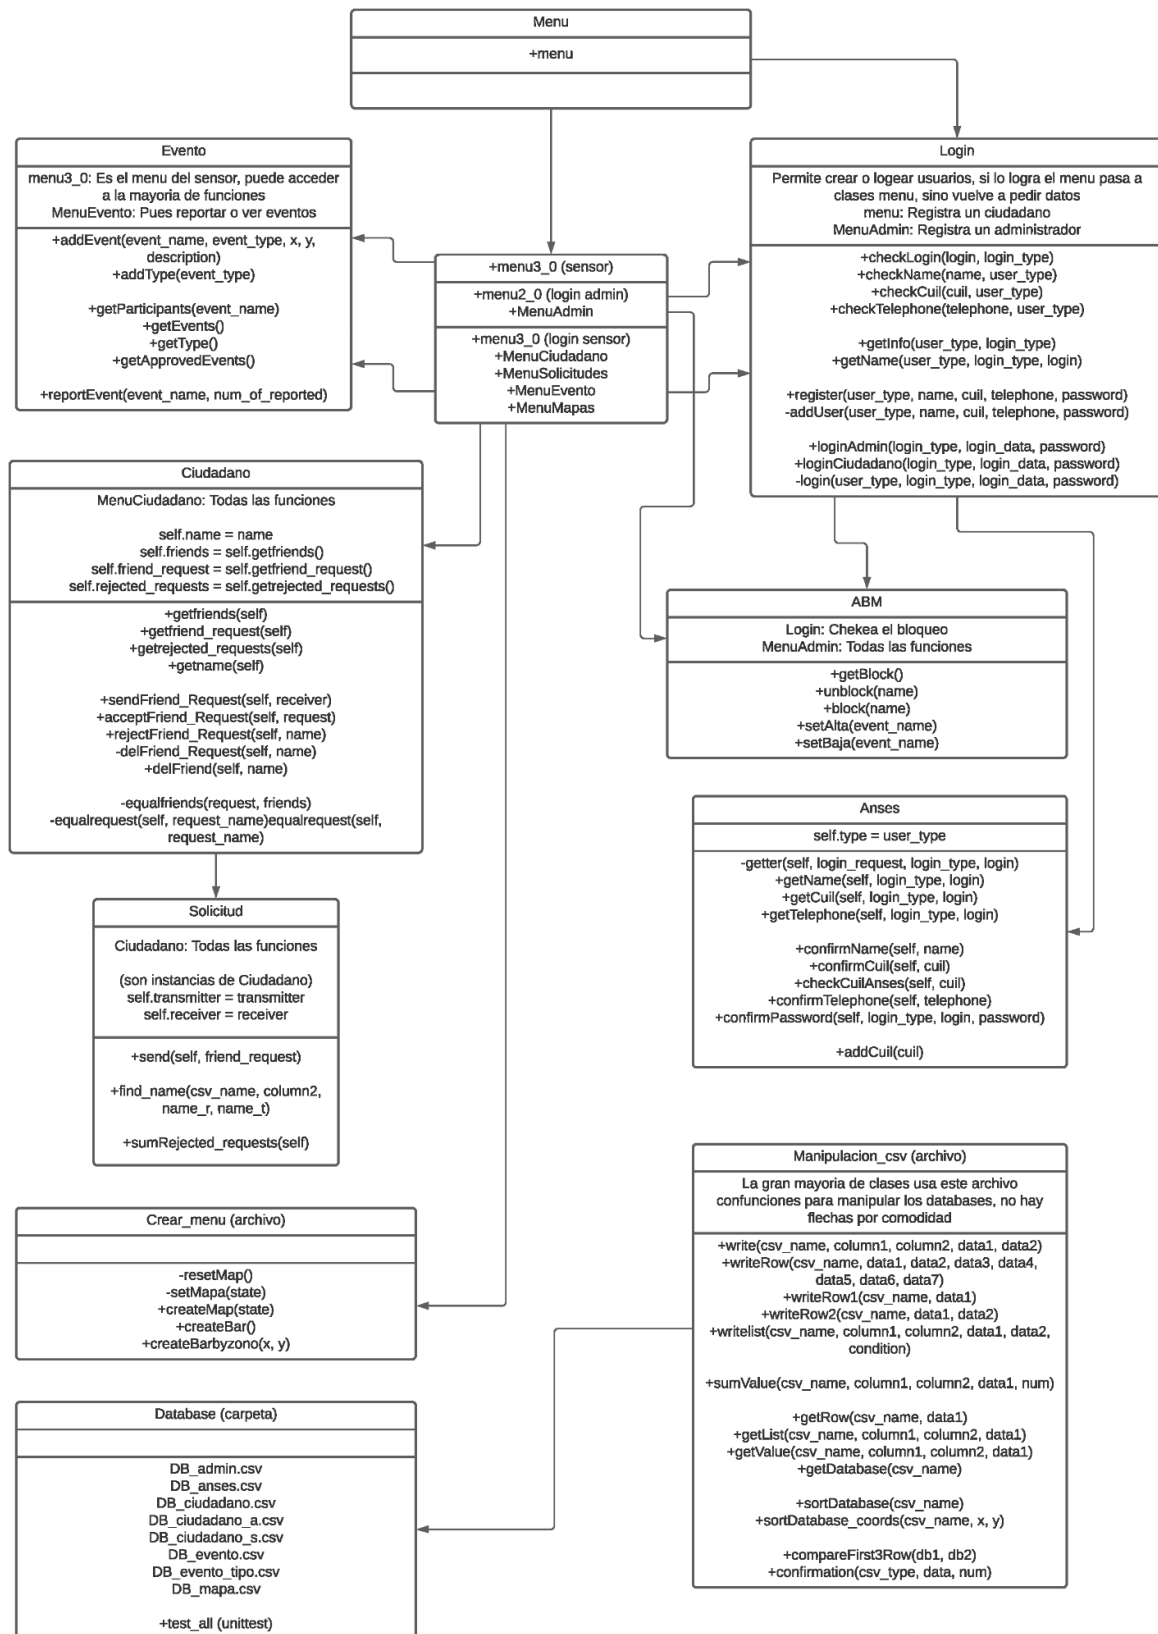 Menu
+menu
Evento
menu3_0: Es el menu del sensor, puede acceder
a la mayoria de funciones
MenuEvento: Pues reportar o ver eventos
+addEvent(event_name, event_type, x, y,
description)
+addType(event_type)
+getParticipants(event_name)
+getEvents()
+getType()
+getApprovedEvents()
+reportEvent(event_name, num_of_reported)
+menu3_0 (sensor)
+menu2_0 (login admin)
+MenuAdmin
+menu3_0 (login sensor)
+MenuCiudadano
+MenuSolicitudes
+MenuEvento
+MenuMapas
Login
Permite crear o logear usuarios, si lo logra el menu pasa a
clases menu, sino vuelve a pedir datos
menu: Registra un ciudadano
MenuAdmin: Registra un administrador
+checkLogin(login, login_type)
+checkName(name, user_type)
+checkCuil(cuil, user_type)
+checkTelephone(telephone, user_type)
+getInfo(user_type, login_type)
+getName(user_type, login_type, login)
+register(user_type, name, cuil, telephone, password)
-addUser(user_type, name, cuil, telephone, password)
+loginAdmin(login_type, login_data, password)
+loginCiudadano(login_type, login_data, password)
-login(user_type, login_type, login_data, password)
Ciudadano
MenuCiudadano: Todas las funciones
self.name = name
self.friends = self.getfriends()
self.friend_request = self.getfriend_request()
self.rejected_requests = self.getrejected_requests()
+getfriends(self)
+getfriend_request(self)
+getrejected_requests(self)
+getname(self)
+sendFriend_Request(self, receiver)
+acceptFriend_Request(self, request)
+rejectFriend_Request(self, name)
-delFriend_Request(self, name)
+delFriend(self, name)
-equalfriends(request, friends)
-equalrequest(self, request_name)equalrequest(self,
request_name)
ABM
Login: Chekea el bloqueo
MenuAdmin: Todas las funciones
+getBlock()
+unblock(name)
+block(name)
+setAlta(event_name)
+setBaja(event_name)
Anses
self.type = user_type
-getter(self, login_request, login_type, login)
+getName(self, login_type, login)
+getCuil(self, login_type, login)
+getTelephone(self, login_type, login)
+confirmName(self, name)
+confirmCuil(self, cuil)
+checkCuilAnses(self, cuil)
+confirmTelephone(self, telephone)
+confirmPassword(self, login_type, login, password)
+addCuil(cuil)
Solicitud
Ciudadano: Todas las funciones
(son instancias de Ciudadano)
self.transmitter = transmitter
self.receiver = receiver
+send(self, friend_request)
+find_name(csv_name, column2,
name_r, name_t)
+sumRejected_requests(self)
Crear_menu (archivo)
-resetMap()
-setMapa(state)
+createMap(state)
+createBar()
+createBarbyzono(x, y)
Manipulacion_csv (archivo)
La gran mayoria de clases usa este archivo
confunciones para manipular los databases, no hay
flechas por comodidad
+write(csv_name, column1, column2, data1, data2)
+writeRow(csv_name, data1, data2, data3, data4,
data5, data6, data7)
+writeRow1(csv_name, data1)
+writeRow2(csv_name, data1, data2)
+writelist(csv_name, column1, column2, data1, data2,
condition)
+sumValue(csv_name, column1, column2, data1, num)
+getRow(csv_name, data1)
+getList(csv_name, column1, column2, data1)
+getValue(csv_name, column1, column2, data1)
+getDatabase(csv_name)
+sortDatabase(csv_name)
+sortDatabase_coords(csv_name, x, y)
+compareFirst3Row(db1, db2)
+confirmation(csv_type, data, num)
Database (carpeta)
DB_admin.csv
DB_anses.csv
DB_ciudadano.csv
DB_ciudadano_a.csv
DB_ciudadano_s.csv
DB_evento.csv
DB_evento_tipo.csv
DB_mapa.csv
+test_all (unittest)